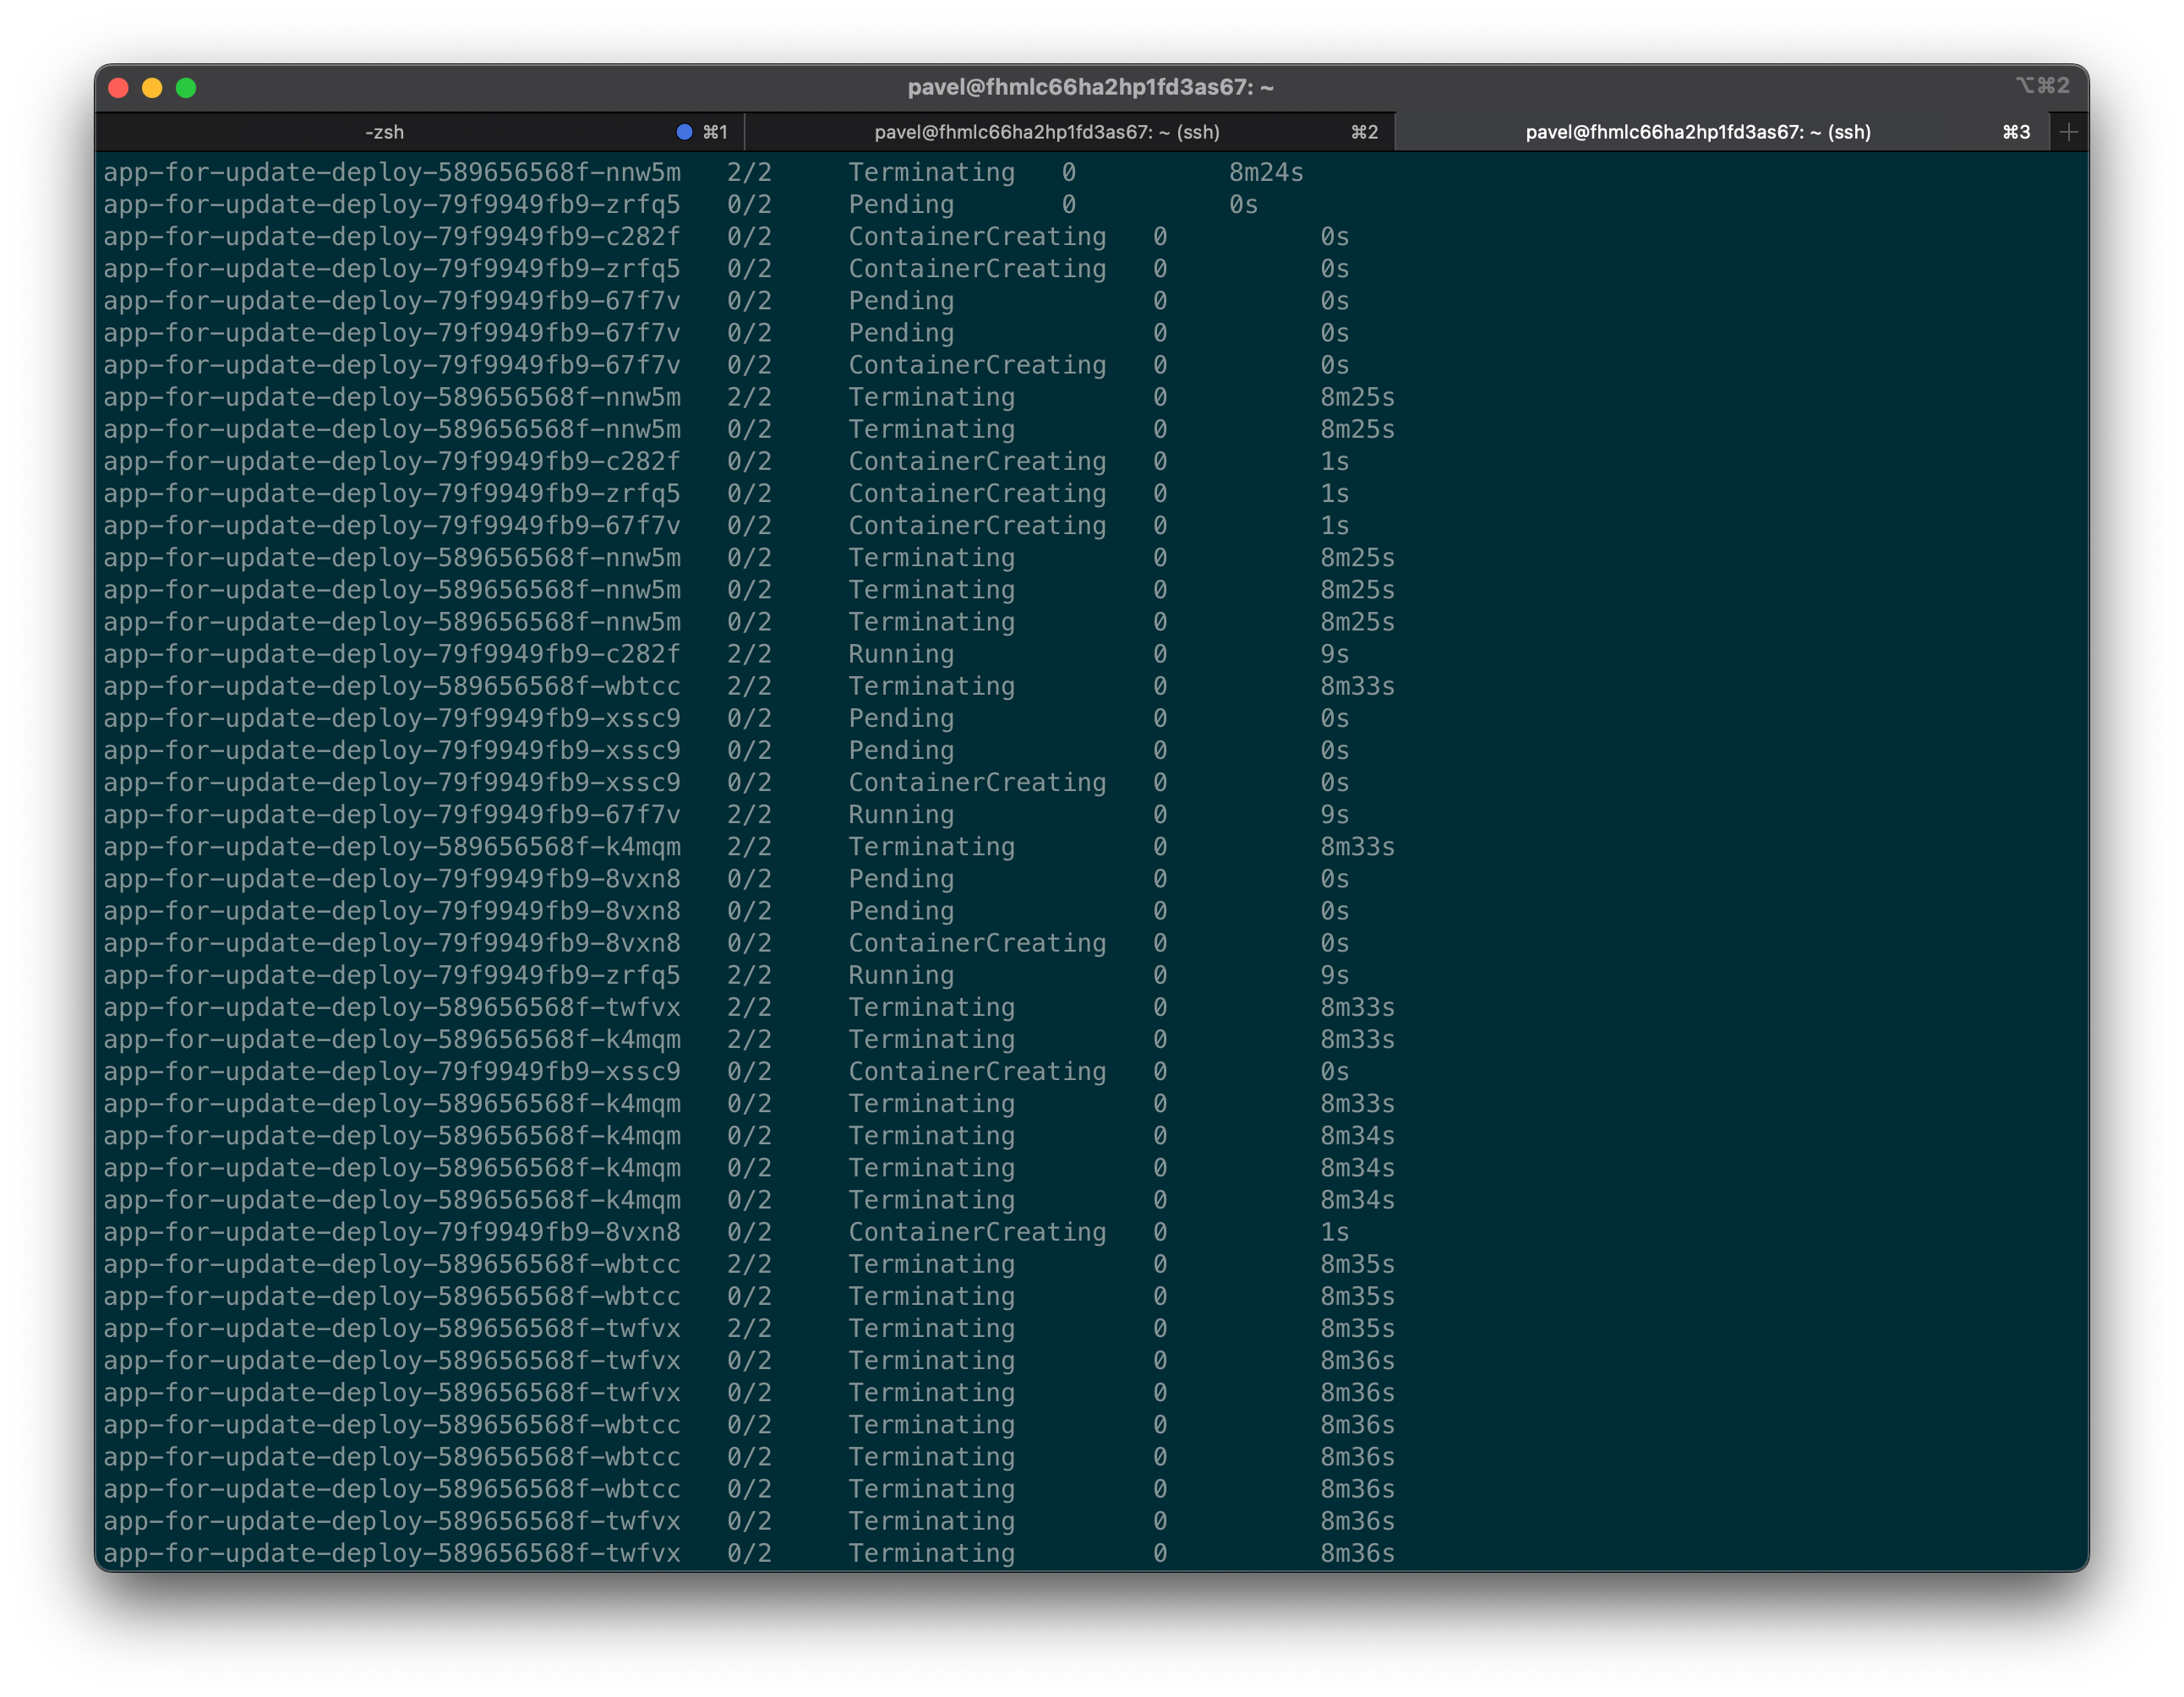 pavel@fhmlc66ha2hp1fd3as67: ~ ⌥⌘2
-zsh ⌘1 pavel@fhmlc66ha2hp1fd3as67: ~ (ssh) ⌘2 pavel@fhmlc66ha2hp1fd3as67: ~ (ssh) ⌘3 +
app-for-update-deploy-589656568f-nnw5m 2/2 Terminating 0 8m24s
app-for-update-deploy-79f9949fb9-zrfq5 0/2 Pending 0 0s
app-for-update-deploy-79f9949fb9-c282f 0/2 ContainerCreating 0 0s
app-for-update-deploy-79f9949fb9-zrfq5 0/2 ContainerCreating 0 0s
app-for-update-deploy-79f9949fb9-67f7v 0/2 Pending 0 0s
app-for-update-deploy-79f9949fb9-67f7v 0/2 Pending 0 0s
app-for-update-deploy-79f9949fb9-67f7v 0/2 ContainerCreating 0 0s
app-for-update-deploy-589656568f-nnw5m 2/2 Terminating 0 8m25s
app-for-update-deploy-589656568f-nnw5m 0/2 Terminating 0 8m25s
app-for-update-deploy-79f9949fb9-c282f 0/2 ContainerCreating 0 1s
app-for-update-deploy-79f9949fb9-zrfq5 0/2 ContainerCreating 0 1s
app-for-update-deploy-79f9949fb9-67f7v 0/2 ContainerCreating 0 1s
app-for-update-deploy-589656568f-nnw5m 0/2 Terminating 0 8m25s
app-for-update-deploy-589656568f-nnw5m 0/2 Terminating 0 8m25s
app-for-update-deploy-589656568f-nnw5m 0/2 Terminating 0 8m25s
app-for-update-deploy-79f9949fb9-c282f 2/2 Running 0 9s
app-for-update-deploy-589656568f-wbtcc 2/2 Terminating 0 8m33s
app-for-update-deploy-79f9949fb9-xssc9 0/2 Pending 0 0s
app-for-update-deploy-79f9949fb9-xssc9 0/2 Pending 0 0s
app-for-update-deploy-79f9949fb9-xssc9 0/2 ContainerCreating 0 0s
app-for-update-deploy-79f9949fb9-67f7v 2/2 Running 0 9s
app-for-update-deploy-589656568f-k4mqm 2/2 Terminating 0 8m33s
app-for-update-deploy-79f9949fb9-8vxn8 0/2 Pending 0 0s
app-for-update-deploy-79f9949fb9-8vxn8 0/2 Pending 0 0s
app-for-update-deploy-79f9949fb9-8vxn8 0/2 ContainerCreating 0 0s
app-for-update-deploy-79f9949fb9-zrfq5 2/2 Running 0 9s
app-for-update-deploy-589656568f-twfvx 2/2 Terminating 0 8m33s
app-for-update-deploy-589656568f-k4mqm 2/2 Terminating 0 8m33s
app-for-update-deploy-79f9949fb9-xssc9 0/2 ContainerCreating 0 0s
app-for-update-deploy-589656568f-k4mqm 0/2 Terminating 0 8m33s
app-for-update-deploy-589656568f-k4mqm 0/2 Terminating 0 8m34s
app-for-update-deploy-589656568f-k4mqm 0/2 Terminating 0 8m34s
app-for-update-deploy-589656568f-k4mqm 0/2 Terminating 0 8m34s
app-for-update-deploy-79f9949fb9-8vxn8 0/2 ContainerCreating 0 1s
app-for-update-deploy-589656568f-wbtcc 2/2 Terminating 0 8m35s
app-for-update-deploy-589656568f-wbtcc 0/2 Terminating 0 8m35s
app-for-update-deploy-589656568f-twfvx 2/2 Terminating 0 8m35s
app-for-update-deploy-589656568f-twfvx 0/2 Terminating 0 8m36s
app-for-update-deploy-589656568f-twfvx 0/2 Terminating 0 8m36s
app-for-update-deploy-589656568f-wbtcc 0/2 Terminating 0 8m36s
app-for-update-deploy-589656568f-wbtcc 0/2 Terminating 0 8m36s
app-for-update-deploy-589656568f-wbtcc 0/2 Terminating 0 8m36s
app-for-update-deploy-589656568f-twfvx 0/2 Terminating 0 8m36s
app-for-update-deploy-589656568f-twfvx 0/2 Terminating 0 8m36s